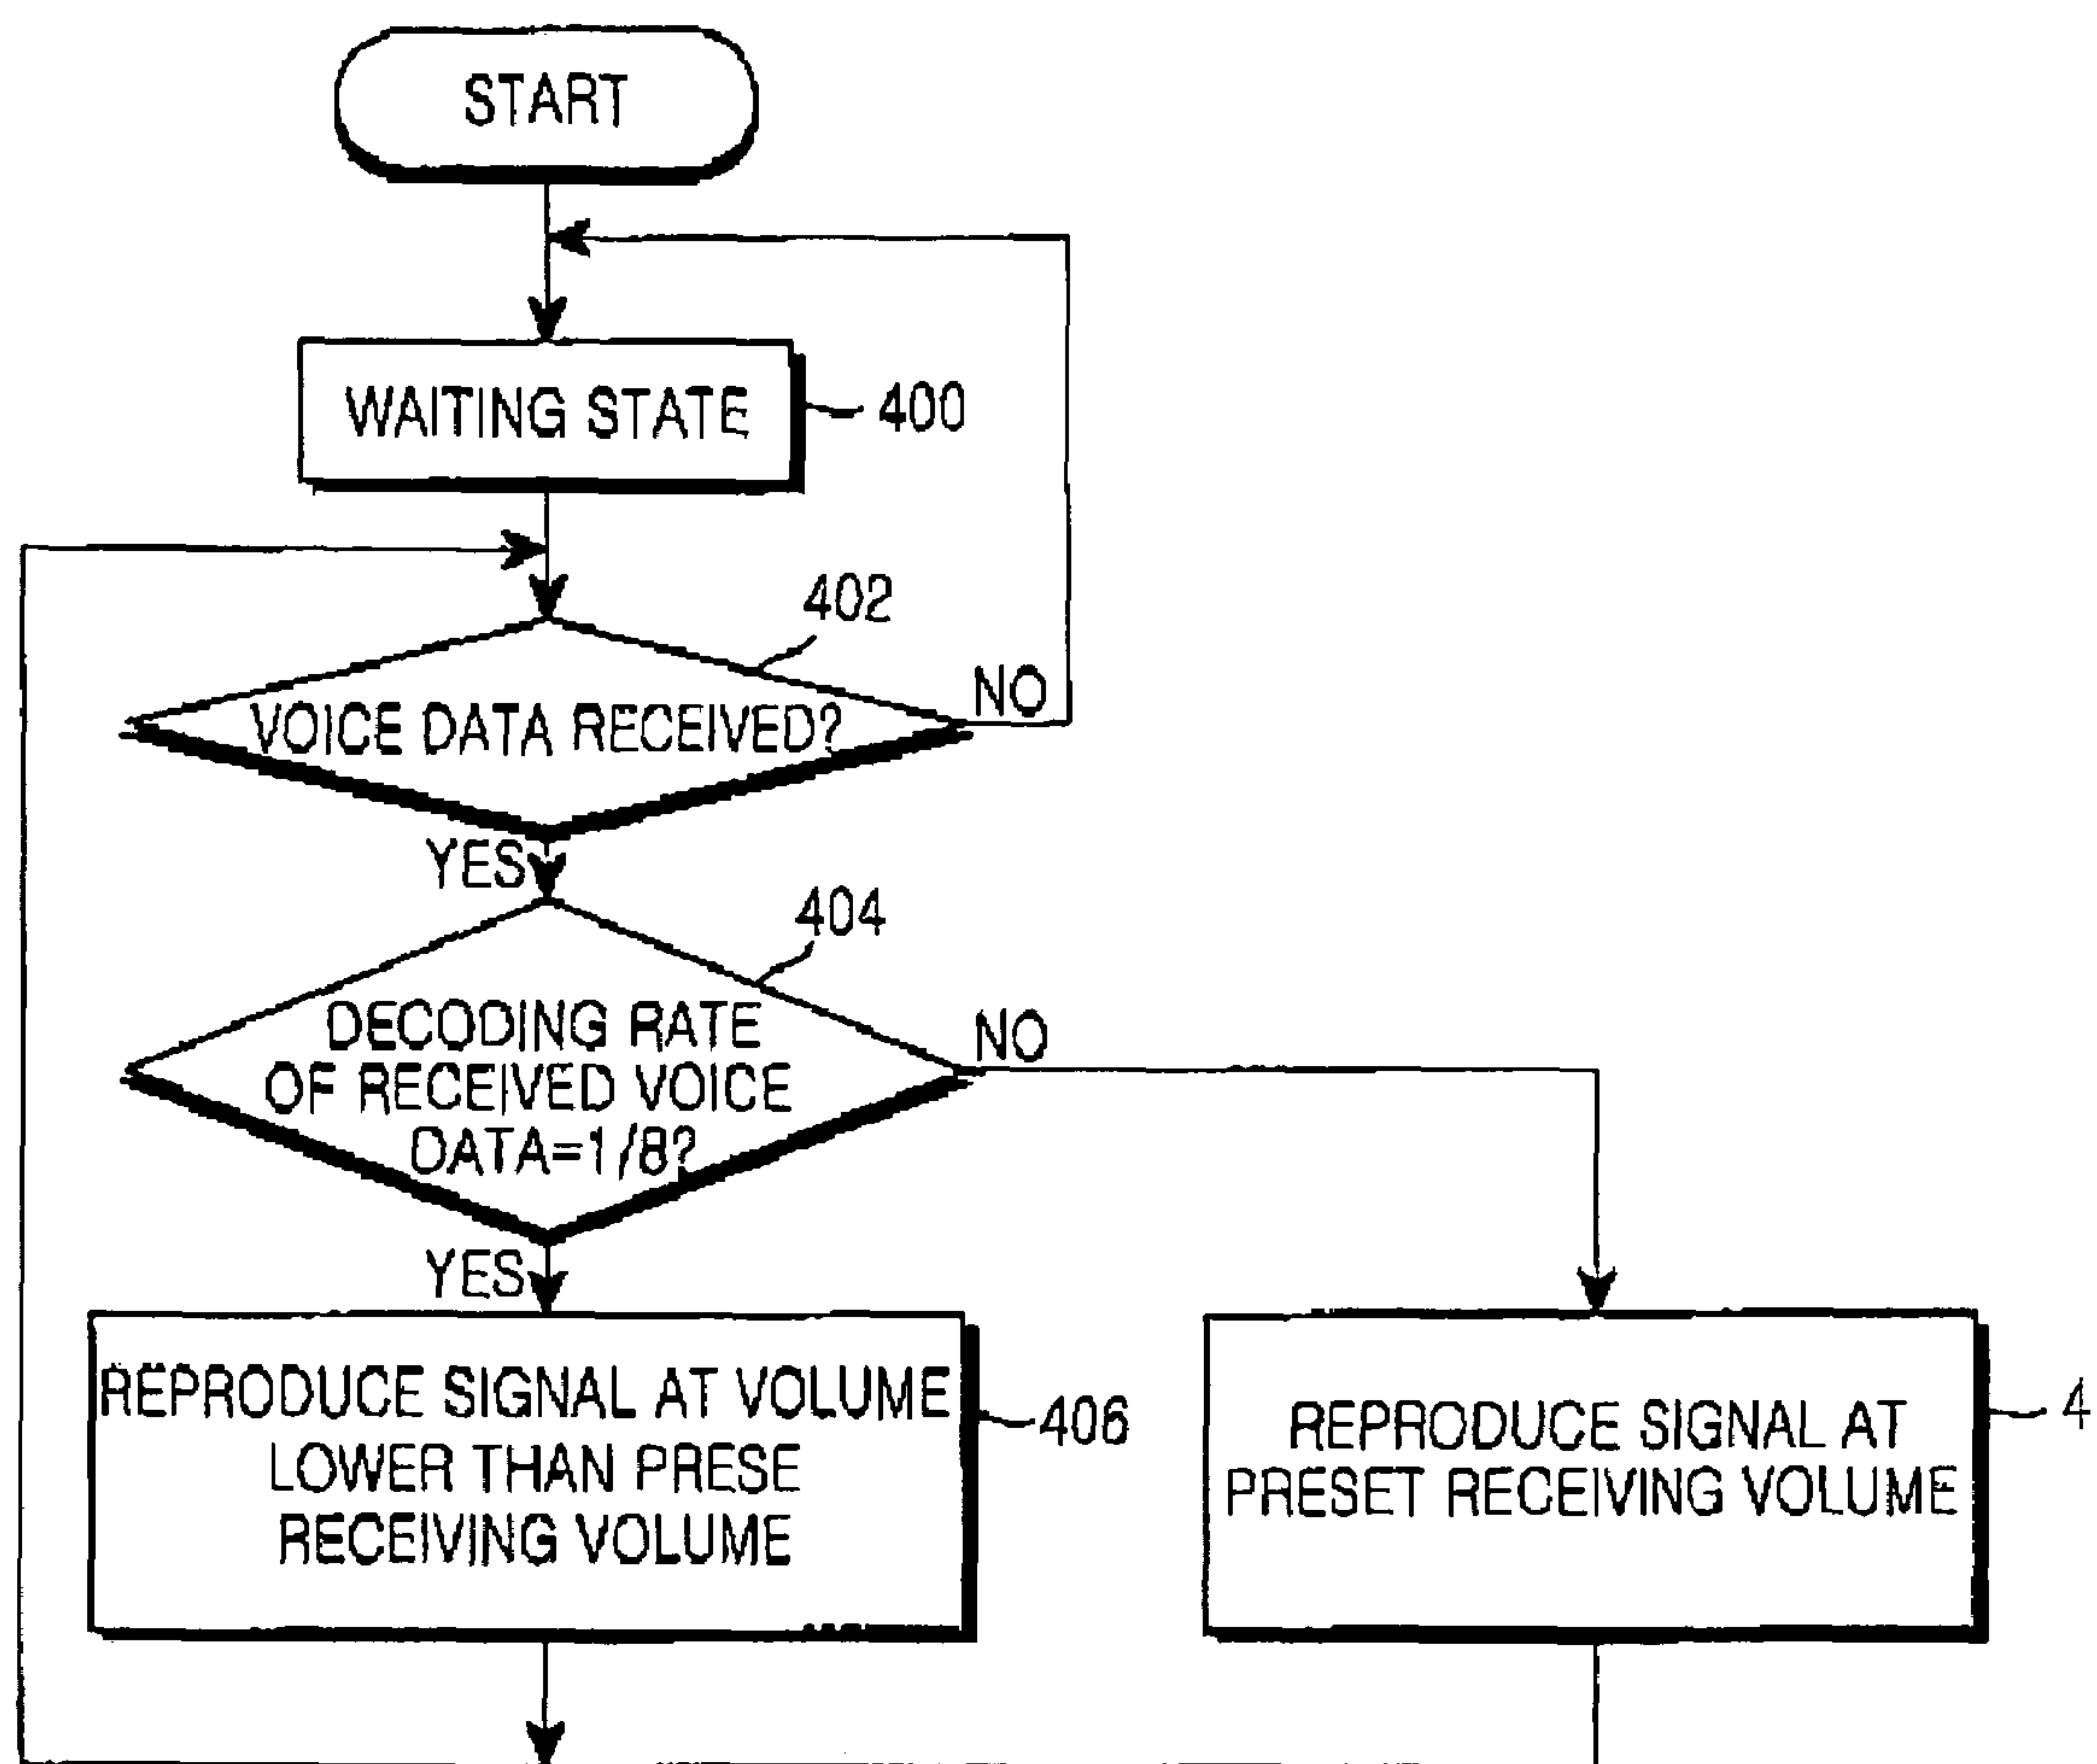 START
WAITING STATE
400
402
VOICE DATA RECEIVED?
NO
YES
404
DECODING RATE
OF RECEIVED VOICE
DATA=1/8?
NO
YES
REPRODUCE SIGNAL AT VOLUME
LOWER THAN PRESE
RECEIVING VOLUME
406
REPRODUCE SIGNAL AT
PRESET RECEIVING VOLUME
4